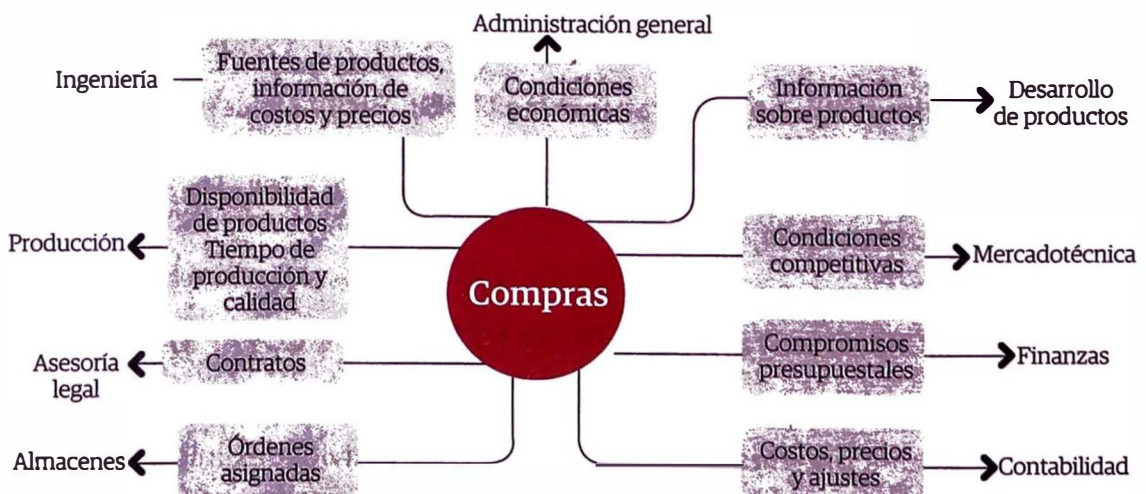 Administración general
Ingeniería
Fuentes de productos,
información de
costos y precios
Condiciones
económicas
Información
sobre productos
Desarrollo
de productos
Producción
Disponibilidad
de productos
Tiempo de
producción y
calidad
Compras
Condiciones
competitivas
Mercadotécnica
Asesoría
legal
Contratos
Compromisos
presupuestales
Finanzas
Almacenes
Órdenes
asignadas
Costos, precios
y ajustes
Contabilidad